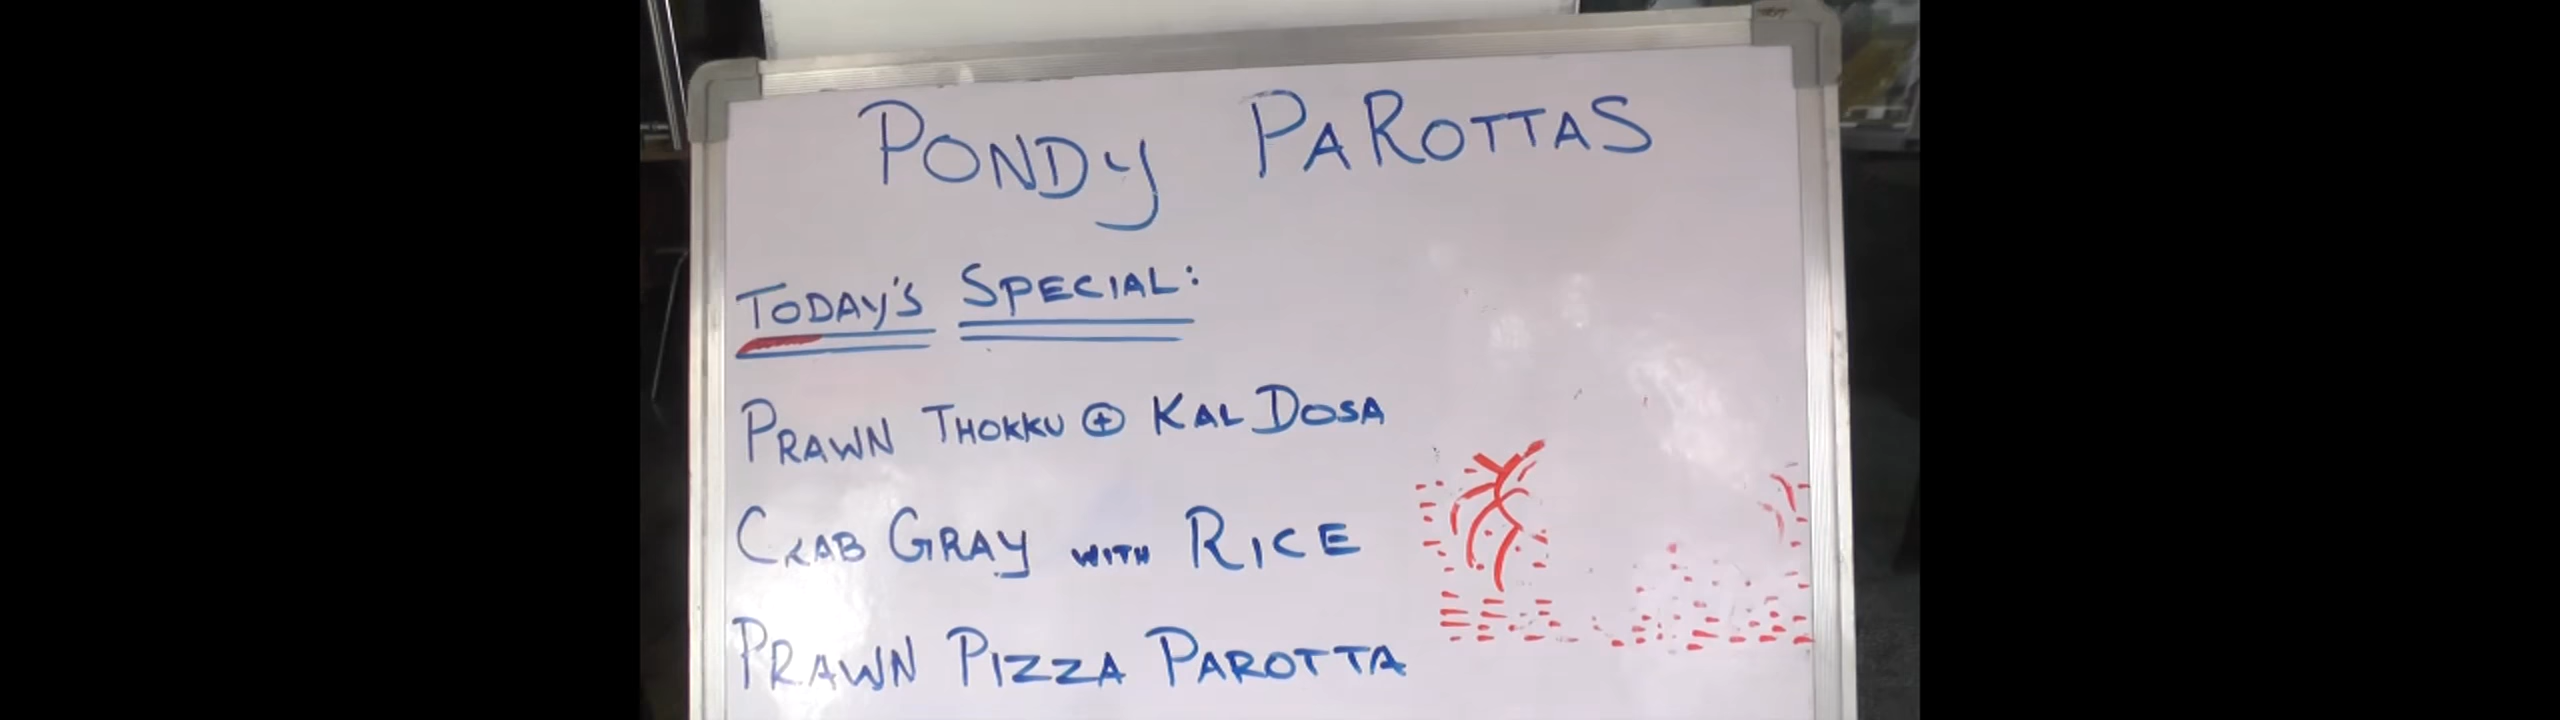 PONDY PAROTTAS
TODAY'S SPECIAL:
PRAWN THOKKU ⊕ KAL DOSA
CRAB GRAY WITH RICE
PRAWN PIZZA PAROTTA